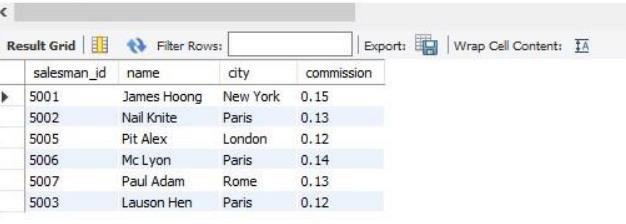 Result Grid Filter Rows: Export: Wrap Cell Content: IA
salesman_id name city commission
5001 James Hoong New York 0.15
5002 Nail Knite Paris 0.13
5005 Pit Alex London 0.12
5006 Mc Lyon Paris 0.14
5007 Paul Adam Rome 0.13
5003 Lauson Hen Paris 0.12